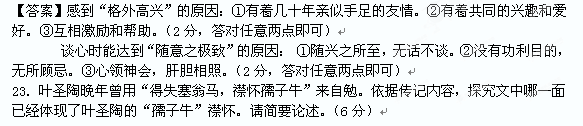 【答案】感到“格外高兴”的原因：①有着几十年亲似手足的友情。②有着共同的兴趣和爱
好。③互相激励和帮助。（2 分，答对任意两点即可）
谈心时能达到“随意之极致”的原因： ①随兴之所至，无话不谈。②没有功利目的，
无所顾忌。③心领神会，肝胆相照。（2 分，答对任意两点即可）
23. 叶圣陶晚年曾用“得失塞翁马，襟怀孺子牛”来自勉。依据传记内容，探究文中哪一面
已经体现了叶圣陶的“孺子牛”襟怀。请简要论述。（6 分）